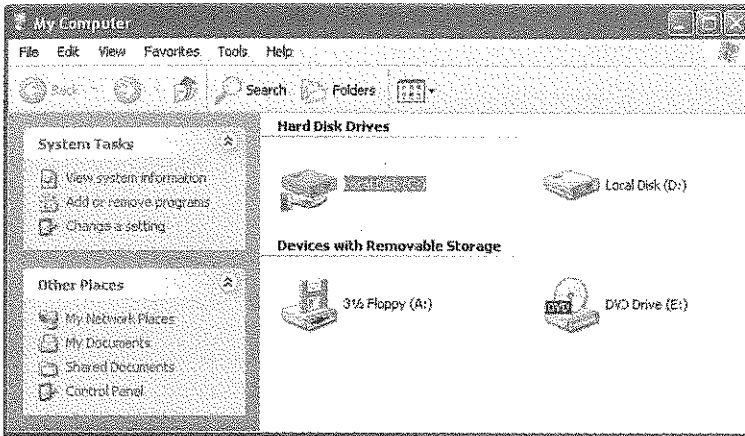 My Computer
File Edit View Favorites Tools Help
Back Search Folders
System Tasks
View system information
Add or remove programs
Change a setting
Other Places
My Network Places
My Documents
Shared Documents
Control Panel
Hard Disk Drives
Local Disk (D:)
Devices with Removable Storage
3½ Floppy (A:)
DVD DVD Drive (E:)